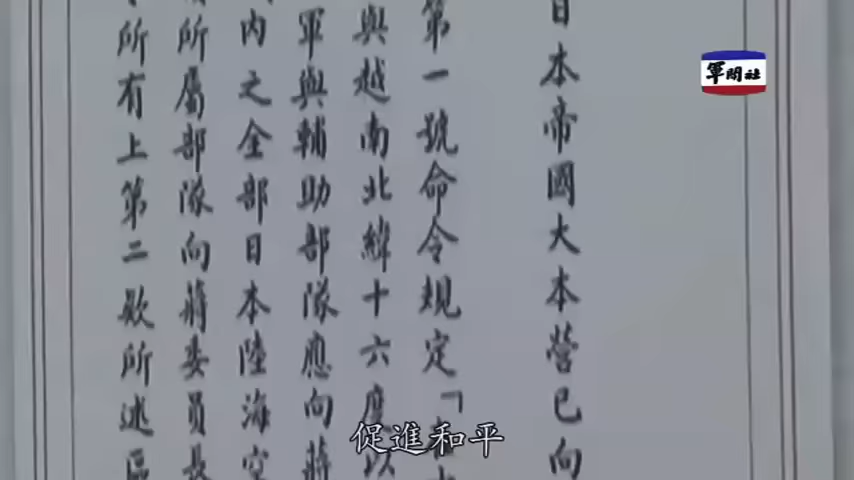 日本帝國大本營已向
第一號命令規定「
與越南北緯十六度以
軍與輔助部隊應向蔣
內之全部日本陸海空
所屬部隊向蔣委員長
所有上第二款所述區
軍聞社
促進和平